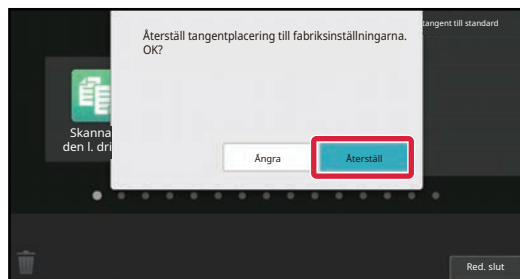 tangent till standard
Återställ tangentplacering till fabriksinställningarna.
OK?
Skanna
den l. dri
Ångra
Återställ
Red. slut